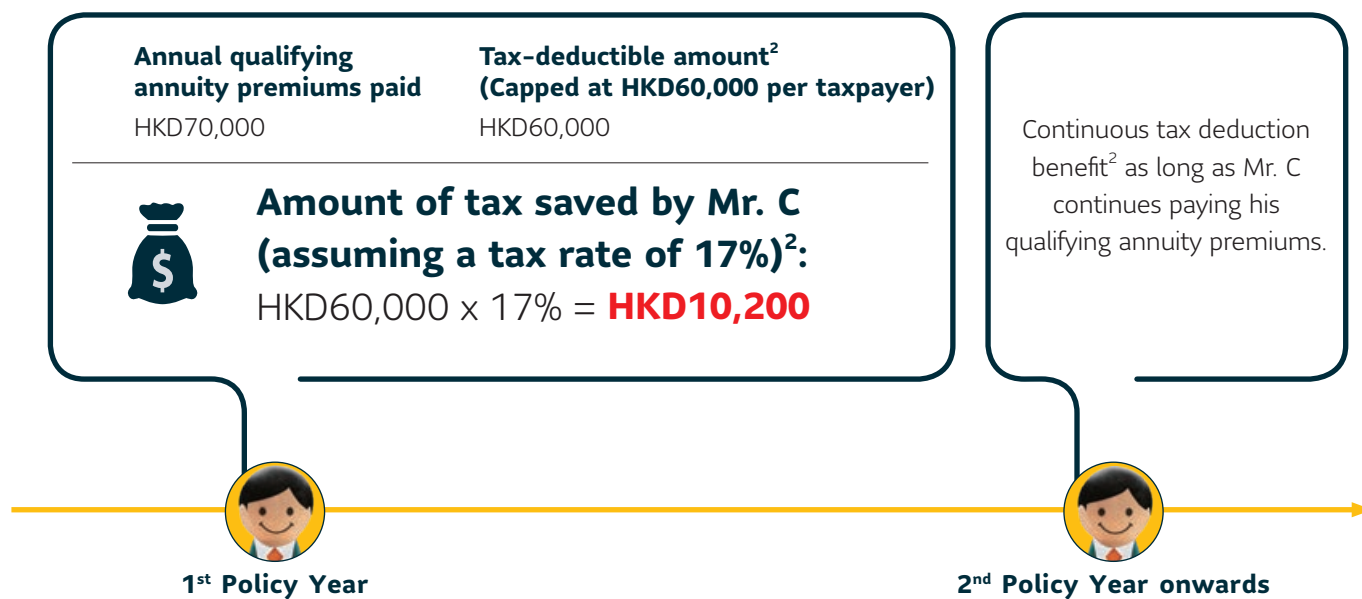 Annual qualifying
annuity premiums paid
HKD70,000
Tax-deductible amount²
(Capped at HKD60,000 per taxpayer)
HKD60,000
$
Amount of tax saved by Mr. C
(assuming a tax rate of 17%)²:
HKD60,000 x 17% = HKD10,200
Continuous tax deduction
benefit² as long as Mr. C
continues paying his
qualifying annuity premiums.
1st Policy Year
2nd Policy Year onwards